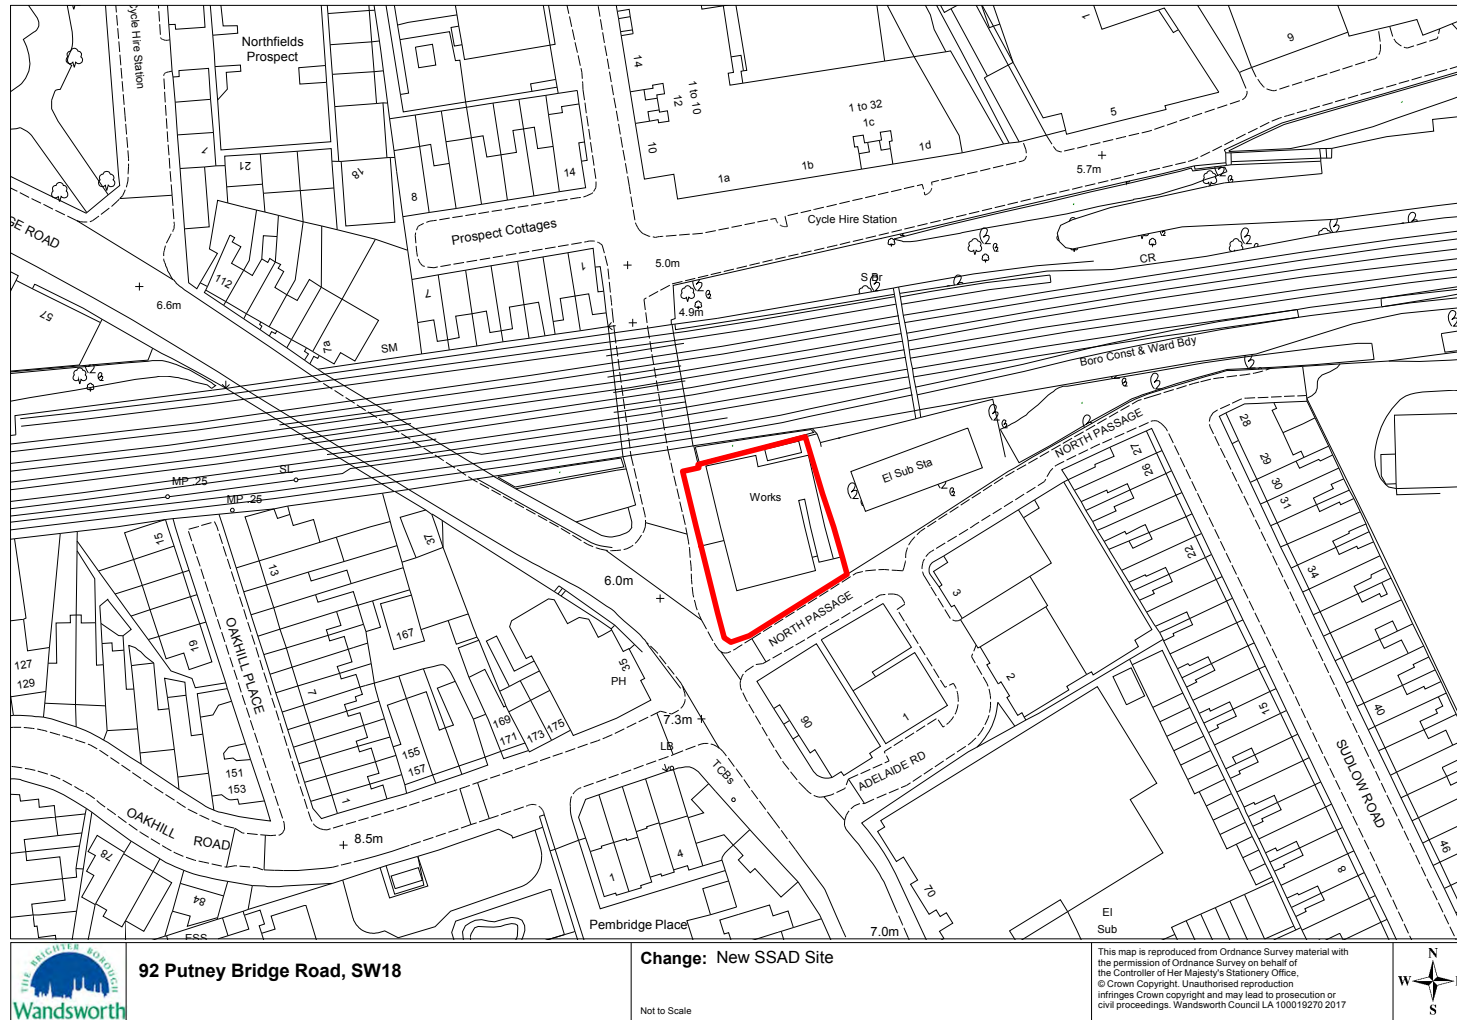 Cycle Hire Station
Northfields
Prospect
7
21
18
8
14
14
12
1 to 10
10
1a
1b
1 to 32
1c
1d
5
9
1
5.7m
Cycle Hire Station
Prospect Cottages
GE ROAD
6.6m
112
7a
57
7
1
5.0m
4.9m
S Br
CR
SM
Boro Const & Ward Bdy
SL
MP .25
MP .25
El Sub Sta
Works
NORTH PASSAGE
NORTH PASSAGE
28
29
30
31
34
40
46
27
26
22
15
8
SUDLOW ROAD
15
19
13
7
1
OAKHILL PLACE
37
167
6.0m
35
PH
169
171
173
175
155
157
127
129
151
153
7.3m
LB
TCBs
3
2
1
90
ADELAIDE RD
OAKHILL ROAD
8.5m
78
84
ESS
1
4
Pembridge Place
70
7.0m
El
Sub
THE BRIGHTER BOROUGH
Wandsworth
92 Putney Bridge Road, SW18
Change: New SSAD Site
Not to Scale
This map is reproduced from Ordnance Survey material with
the permission of Ordnance Survey on behalf of
the Controller of Her Majesty's Stationery Office,
© Crown Copyright. Unauthorised reproduction
infringes Crown copyright and may lead to prosecution or
civil proceedings. Wandsworth Council LA 100019270 2017
N
W
S